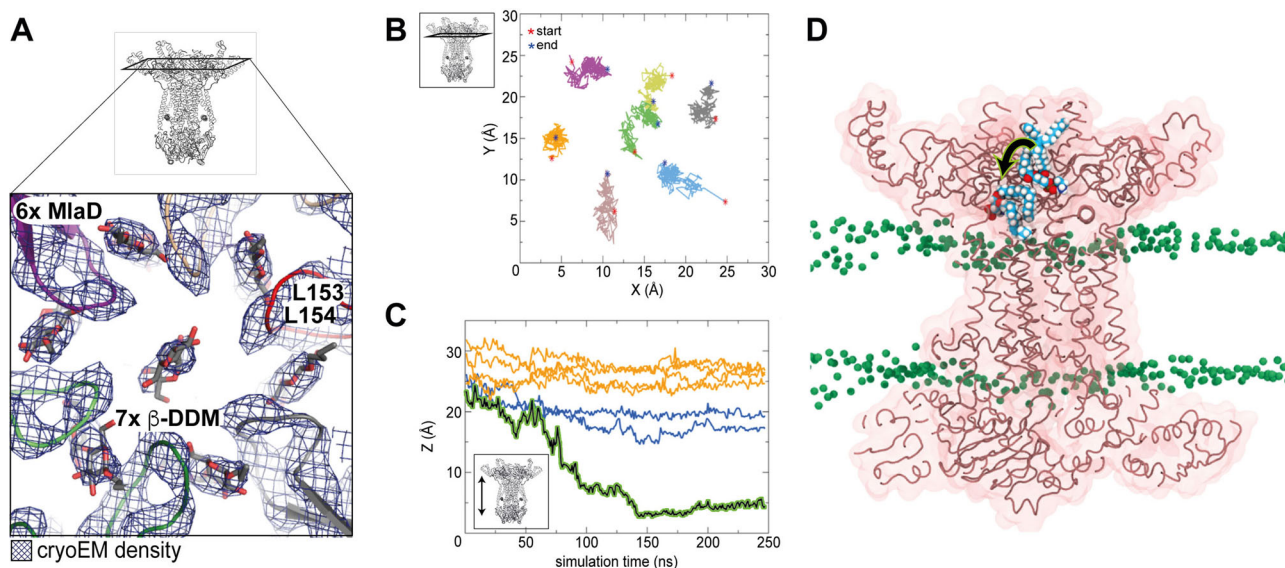 A
6x MlaD
L153
L154
7x β-DDM
cryoEM density
B
* start
* end
30
25
20
15
10
5
Y (Å)
0 5 10 15 20 25 30
X (Å)
C
30
20
10
Z (Å)
0 50 100 150 200 250
simulation time (ns)
D